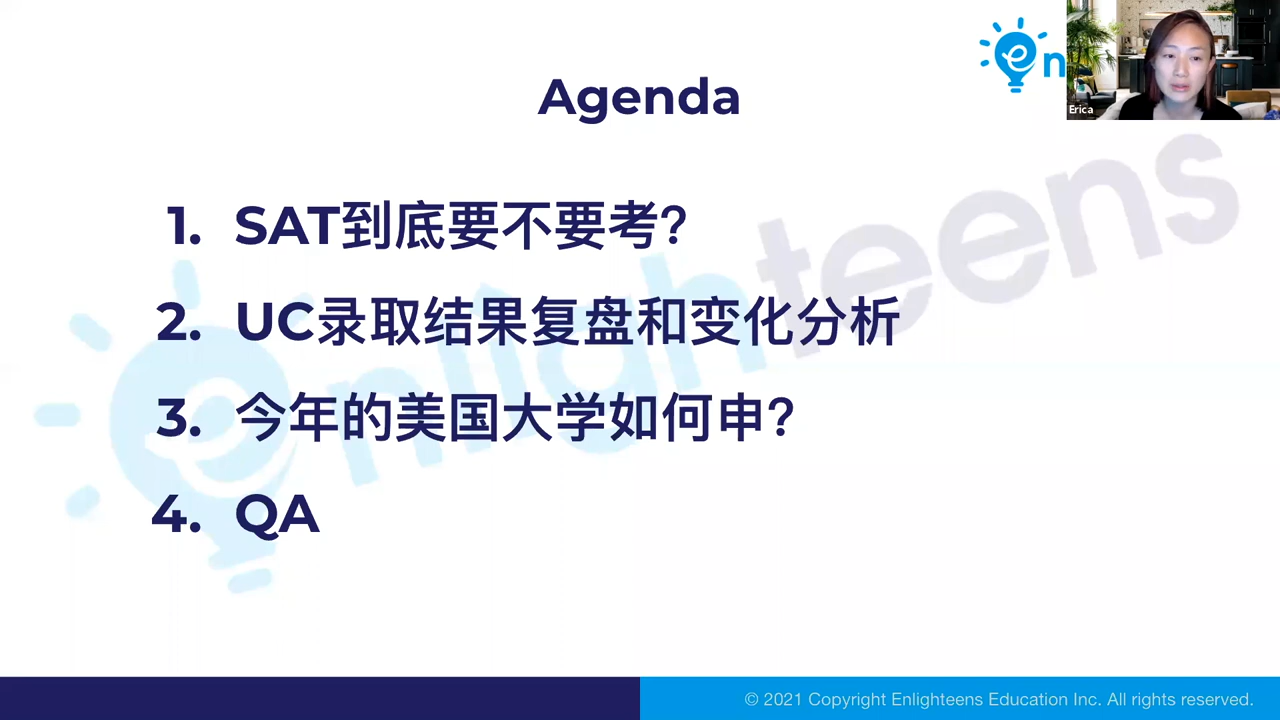 Agenda
en
Erica
1. SAT到底要不要考?
2. UC录取结果复盘和变化分析
3. 今年的美国大学如何申?
4. QA
enlighteens
© 2021 Copyright Enlighteens Education Inc. All rights reserved.